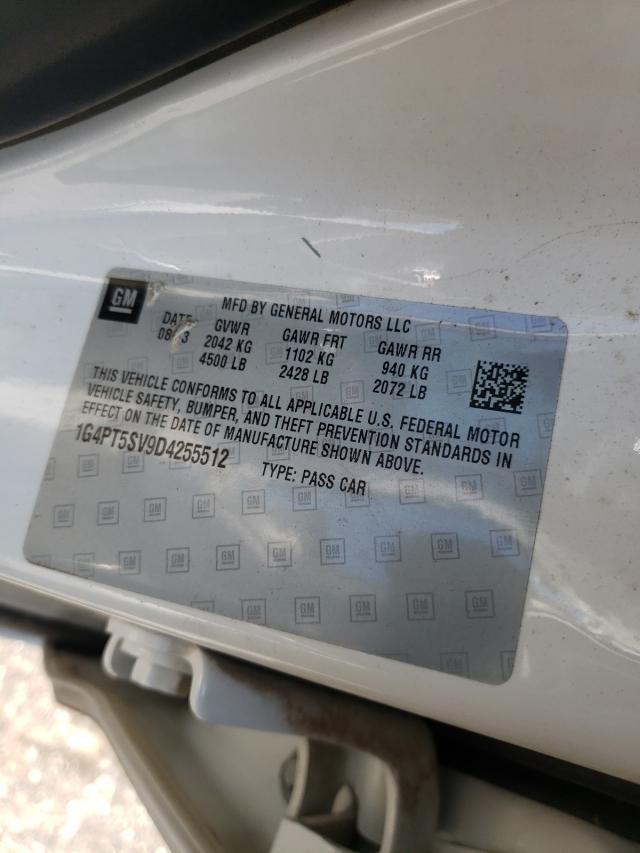 GM
MFD BY GENERAL MOTORS LLC
DATE GVWR GAWR FRT GAWR RR
2042 KG 1102 KG 940 KG
4500 LB 2428 LB 2072 LB
THIS VEHICLE CONFORMS TO ALL APPLICABLE U.S. FEDERAL MOTOR
VEHICLE SAFETY, BUMPER, AND THEFT PREVENTION STANDARDS IN
EFFECT ON THE DATE OF MANUFACTURE SHOWN ABOVE.
1G4PT5SV9D4255512 TYPE: PASS CAR